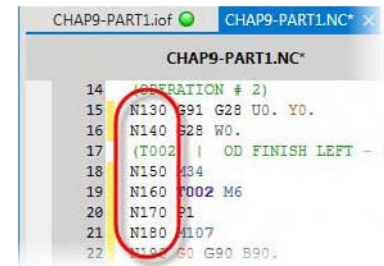 CHAP9-PART1.iof CHAP9-PART1.NC* ×
CHAP9-PART1.NC*
14 (OPERATION # 2)
15 N130 G91 G28 U0. Y0.
16 N140 G28 W0.
17 (T002 | OD FINISH LEFT -
18 N150 M34
19 N160 T002 M6
20 N170 P1
21 N180 M107
22 N190 G0 G90 B90.